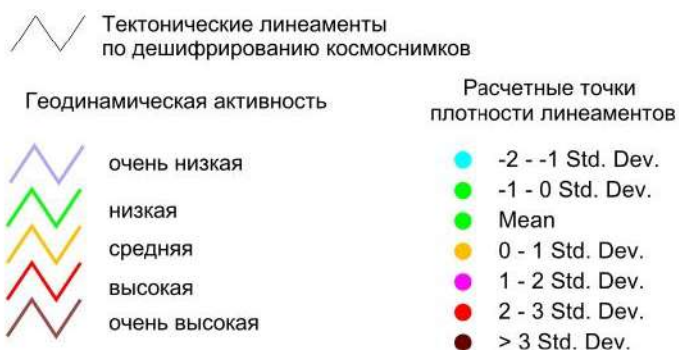 Тектонические линеаменты
по дешифрированию космоснимков
Геодинамическая активность
очень низкая
низкая
средняя
высокая
очень высокая
Расчетные точки
плотности линеаментов
-2 - -1 Std. Dev.
-1 - 0 Std. Dev.
Mean
0 - 1 Std. Dev.
1 - 2 Std. Dev.
2 - 3 Std. Dev.
> 3 Std. Dev.